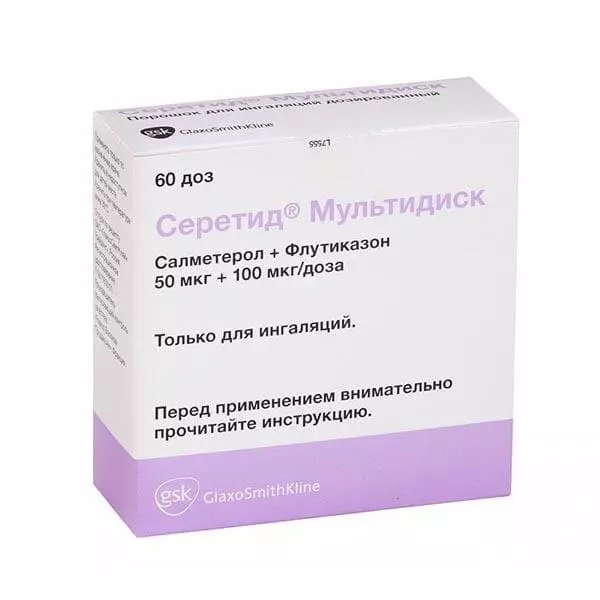 Серетид® Мультидиск
Порошок для ингаляций дозированный
gsk GlaxoSmithKline
L7555
60 доз
Серетид® Мультидиск
Салметерол + Флутиказон
50 мкг + 100 мкг/доза
Только для ингаляций.
Перед применением внимательно
прочитайте инструкцию.
gsk GlaxoSmithKline